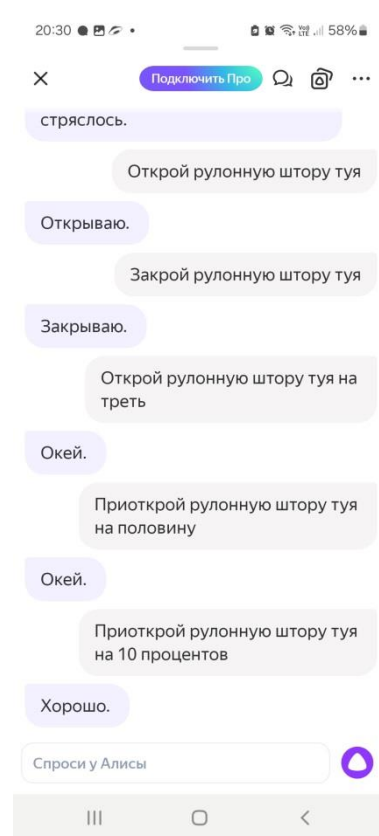 20:30 58%
Подключить Про
стряслось.
Открой рулонную штору туя
Открываю.
Закрой рулонную штору туя
Закрываю.
Открой рулонную штору туя на
треть
Окей.
Приоткрой рулонную штору туя
на половину
Окей.
Приоткрой рулонную штору туя
на 10 процентов
Хорошо.
Спроси у Алисы